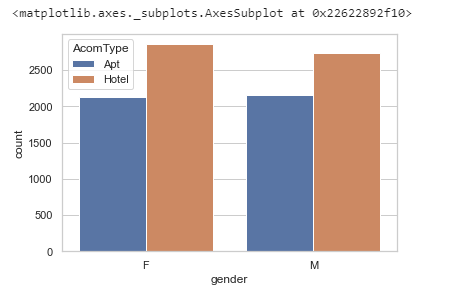 <matplotlib.axes._subplots.AxesSubplot at 0x22622892f10>
AcomType
Apt
Hotel
2500
2000
1500
1000
500
0
count
F
M
gender